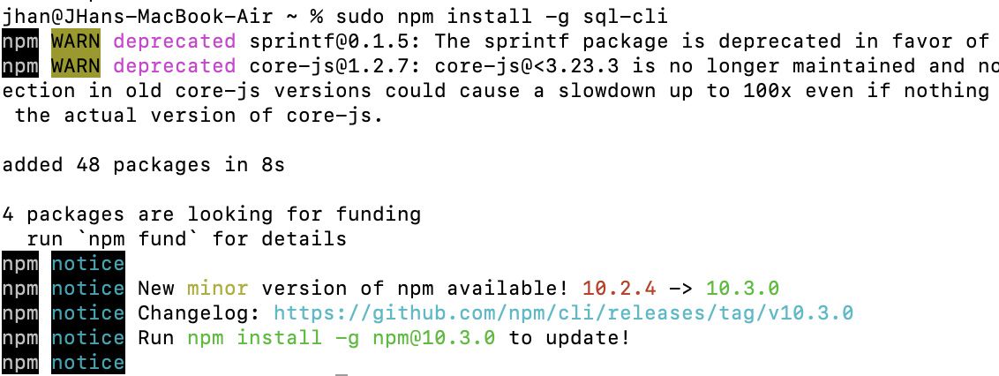 jhan@JHans-MacBook-Air ~ % sudo npm install -g sql-cli
npm WARN deprecated sprintf@0.1.5: The sprintf package is deprecated in favor of
npm WARN deprecated core-js@1.2.7: core-js@<3.23.3 is no longer maintained and
ection in old core-js versions could cause a slowdown up to 100x even if nothing
the actual version of core-js.
added 48 packages in 8s
4 packages are looking for funding
run `npm fund` for details
npm notice
npm notice New minor version of npm available! 10.2.4 -> 10.3.0
npm notice Changelog: https://github.com/npm/cli/releases/tag/v10.3.0
npm notice Run npm install -g npm@10.3.0 to update!
npm notice